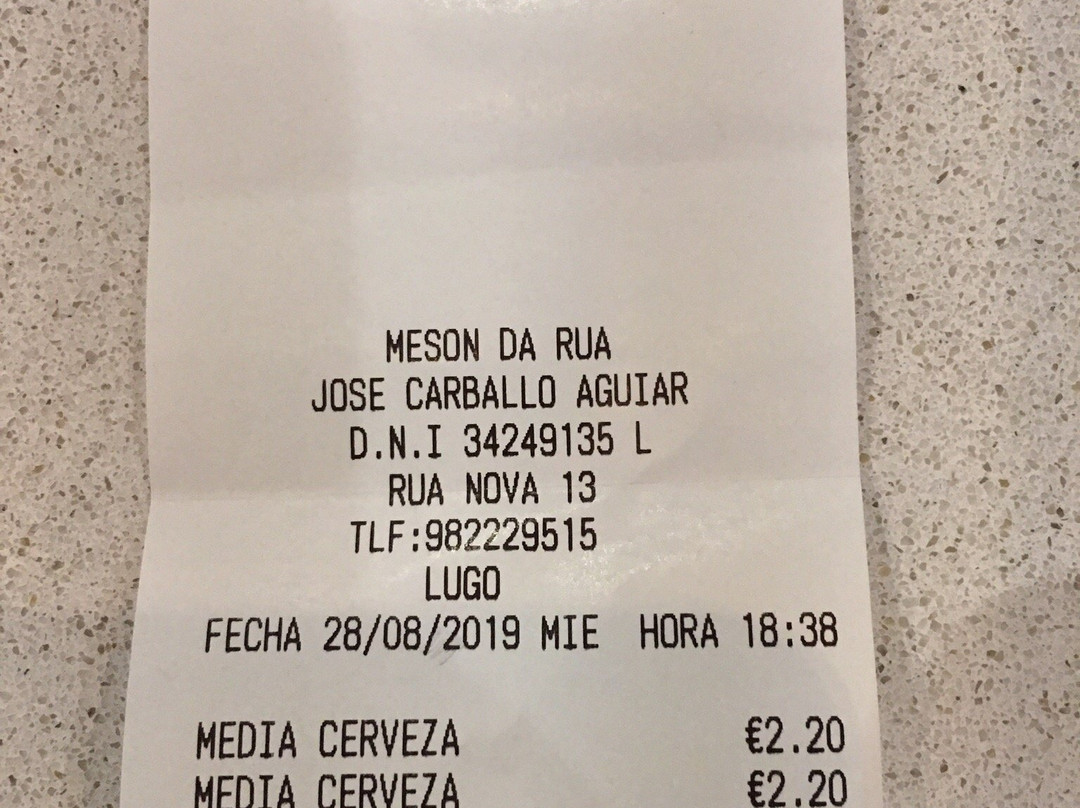 MESON DA RUA
JOSE CARBALLO AGUIAR
D.N.I 34249135 L
RUA NOVA 13
TLF:982229515
LUGO
FECHA 28/08/2019 MIE HORA 18:38
MEDIA CERVEZA €2.20
MEDIA CERVEZA €2.20